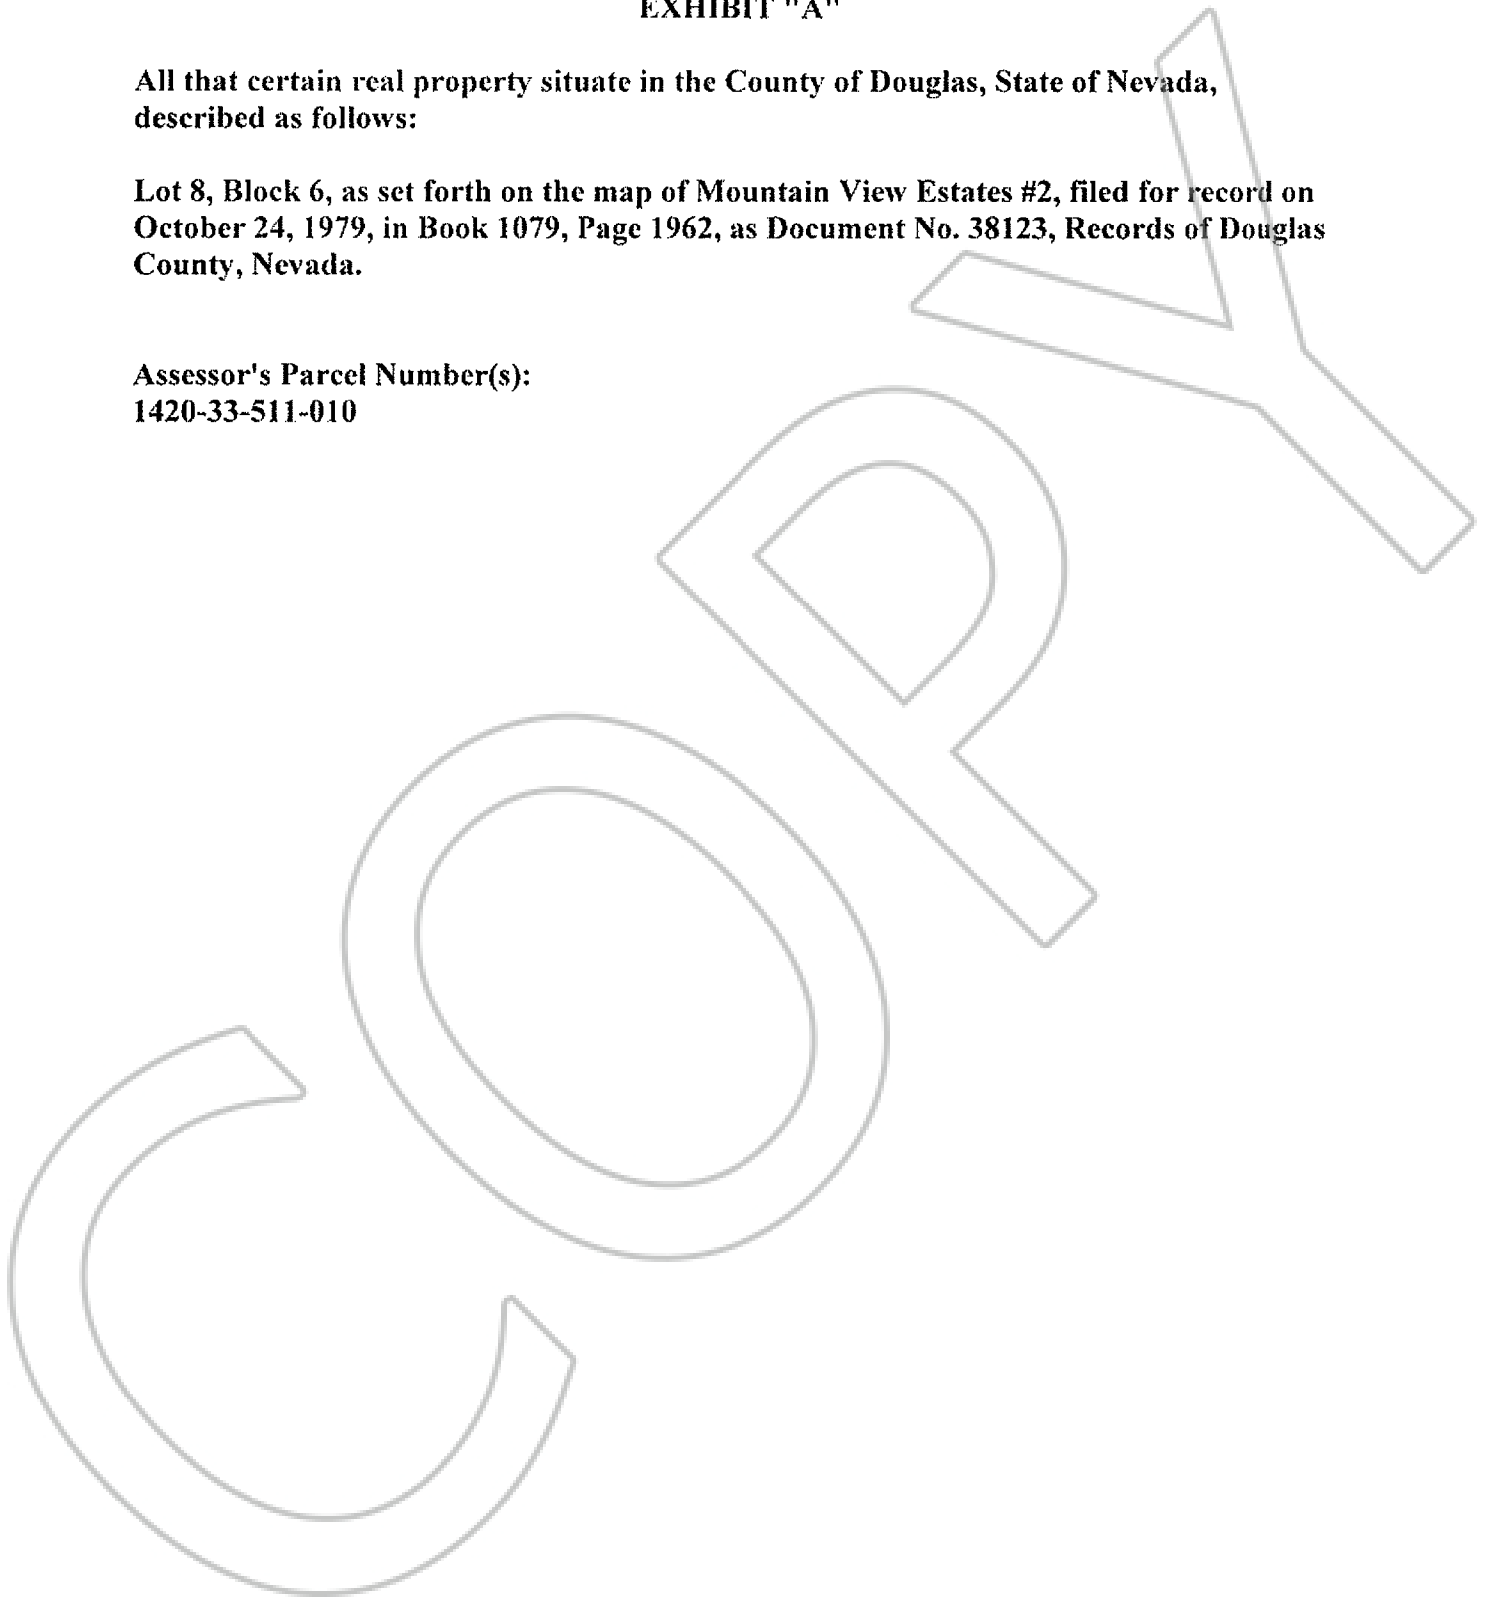 EXHIBIT "A"
All that certain real property situate in the County of Douglas, State of Nevada,
described as follows:
Lot 8, Block 6, as set forth on the map of Mountain View Estates #2, filed for record on
October 24, 1979, in Book 1079, Page 1962, as Document No. 38123, Records of Douglas
County, Nevada.
Assessor's Parcel Number(s):
1420-33-511-010
COPY